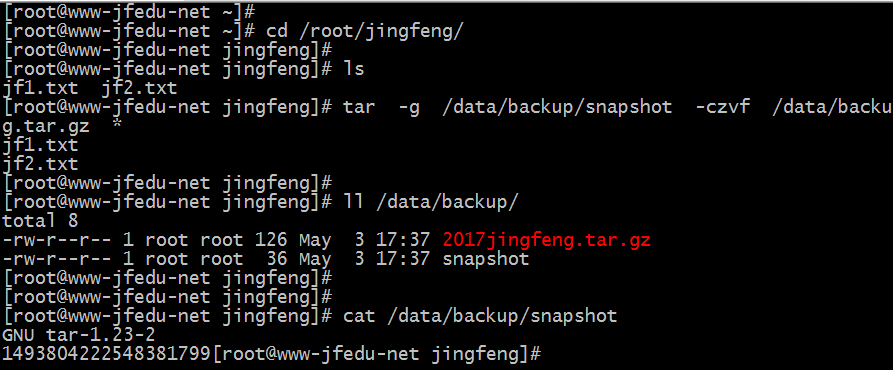 [root@www-jfedu-net ~]#
[root@www-jfedu-net ~]# cd /root/jingfeng/
[root@www-jfedu-net jingfeng]#
[root@www-jfedu-net jingfeng]# ls
jf1.txt  jf2.txt
[root@www-jfedu-net jingfeng]# tar  -g  /data/backup/snapshot  -czvf  /data/backu
g.tar.gz  *
jf1.txt
jf2.txt
[root@www-jfedu-net jingfeng]#
[root@www-jfedu-net jingfeng]# ll /data/backup/
total 8
-rw-r--r-- 1 root root 126 May  3 17:37 2017jingfeng.tar.gz
-rw-r--r-- 1 root root  36 May  3 17:37 snapshot
[root@www-jfedu-net jingfeng]#
[root@www-jfedu-net jingfeng]#
[root@www-jfedu-net jingfeng]# cat /data/backup/snapshot
GNU tar-1.23-2
1493804222548381799[root@www-jfedu-net jingfeng]#